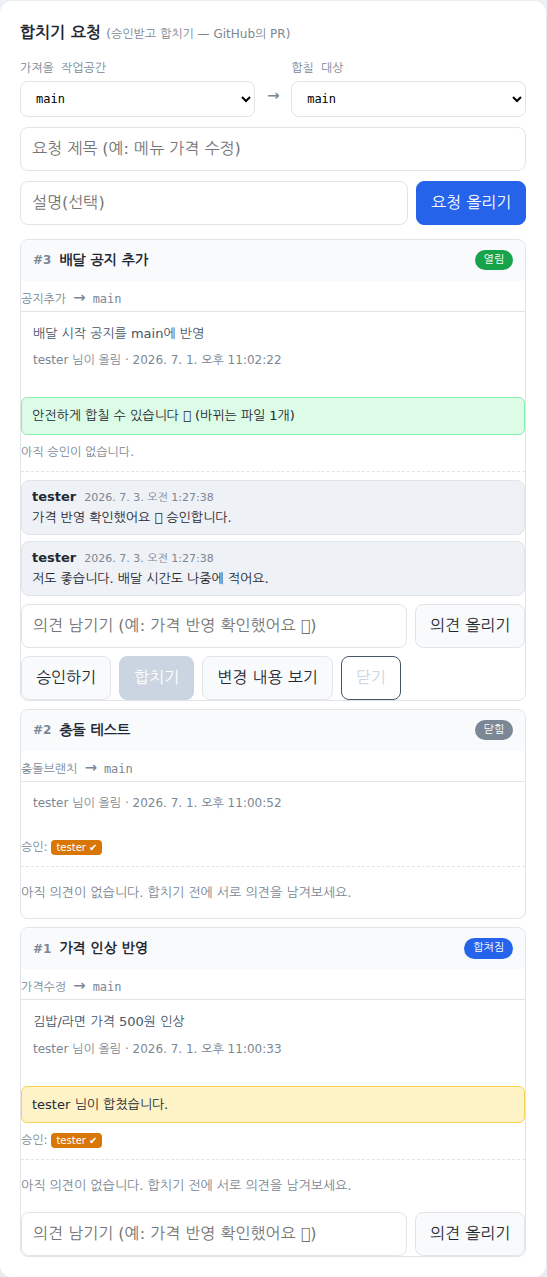 합치기 요청 (승인받고 합치기 — GitHub의 PR)
가져올 작업공간
합칠 대상
main → main
요청 제목 (예: 메뉴 가격 수정)
설명(선택) 요청 올리기
#3 배달 공지 추가 열림
공지추가 → main
배달 시작 공지를 main에 반영
tester 님이 올림 · 2026. 7. 1. 오후 11:02:22
안전하게 합칠 수 있습니다 (바뀌는 파일 1개)
아직 승인이 없습니다.
tester 2026. 7. 3. 오전 1:27:38
가격 반영 확인했어요 승인합니다.
tester 2026. 7. 3. 오전 1:27:38
저도 좋습니다. 배달 시간도 나중에 적어요.
의견 남기기 (예: 가격 반영 확인했어요 ) 의견 올리기
승인하기 합치기 변경 내용 보기 닫기
#2 충돌 테스트 닫힘
충돌브랜치 → main
tester 님이 올림 · 2026. 7. 1. 오후 11:00:52
승인: tester ✔
아직 의견이 없습니다. 합치기 전에 서로 의견을 남겨보세요.
#1 가격 인상 반영 합쳐짐
가격수정 → main
김밥/라면 가격 500원 인상
tester 님이 올림 · 2026. 7. 1. 오후 11:00:33
tester 님이 합쳤습니다.
승인: tester ✔
아직 의견이 없습니다. 합치기 전에 서로 의견을 남겨보세요.
의견 남기기 (예: 가격 반영 확인했어요 ) 의견 올리기